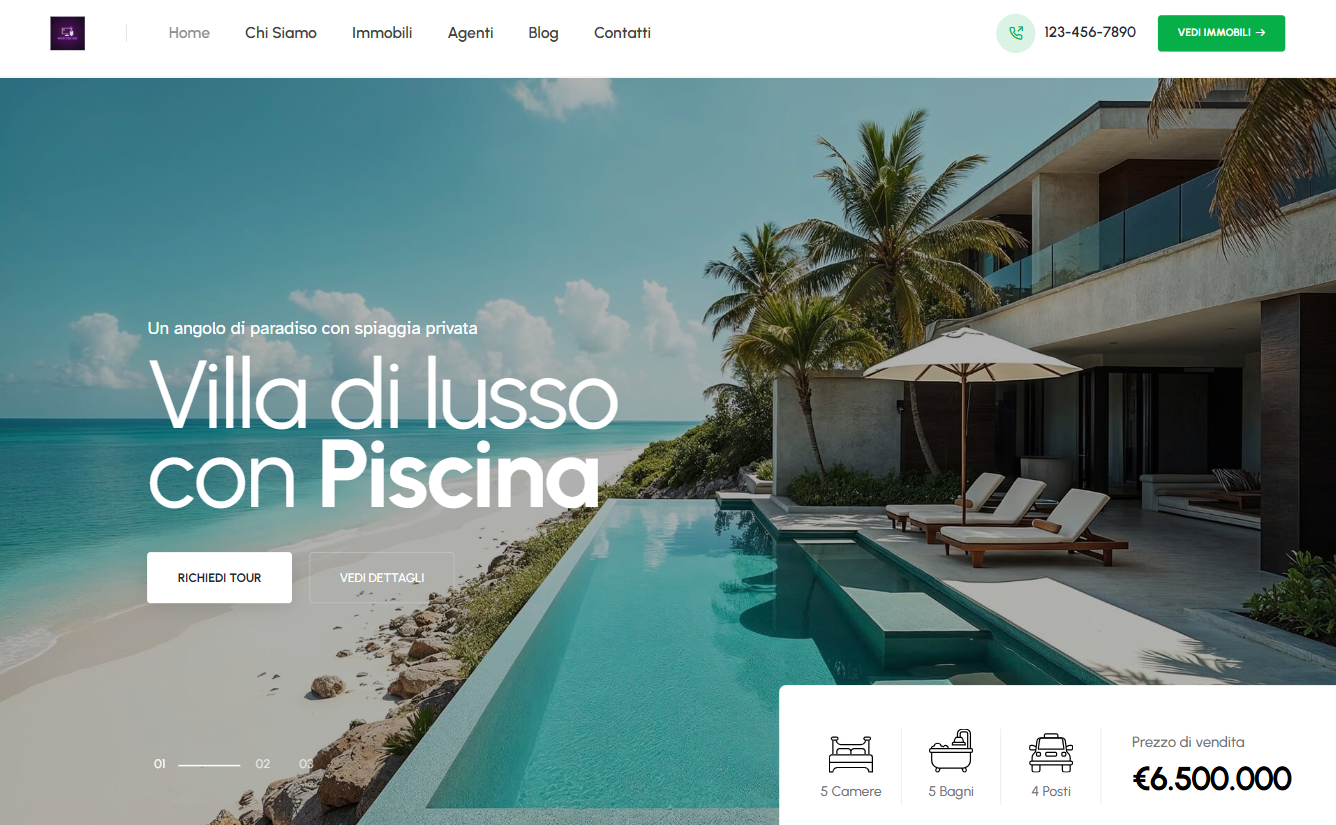 Home
Chi Siamo
Immobili
Agenti
Blog
Contatti
123-456-7890
VEDI IMMOBILI →
Un angolo di paradiso con spiaggia privata
Villa di lusso
con Piscina
RICHIEDI TOUR
VEDI DETTAGLI
01
02
03
5 Camere
5 Bagni
4 Posti
Prezzo di vendita
€6.500.000